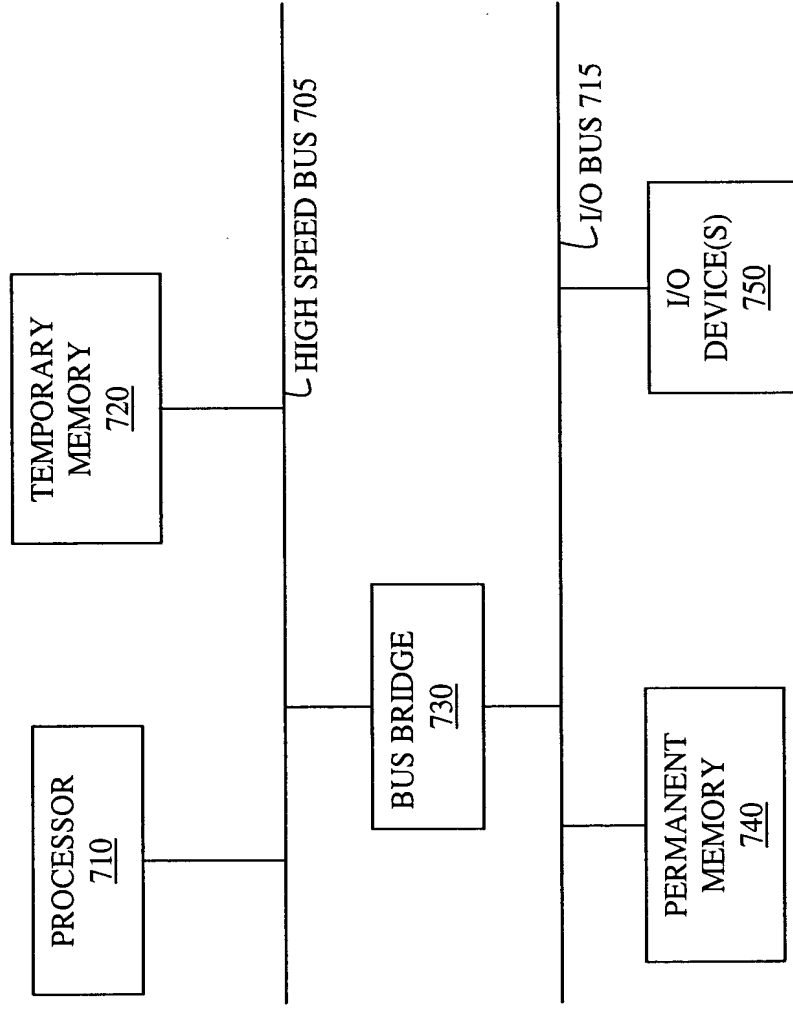 PROCESSOR
710
TEMPORARY
MEMORY
720
HIGH SPEED BUS 705
BUS BRIDGE
730
I/O BUS 715
PERMANENT
MEMORY
740
I/O
DEVICE(S)
750